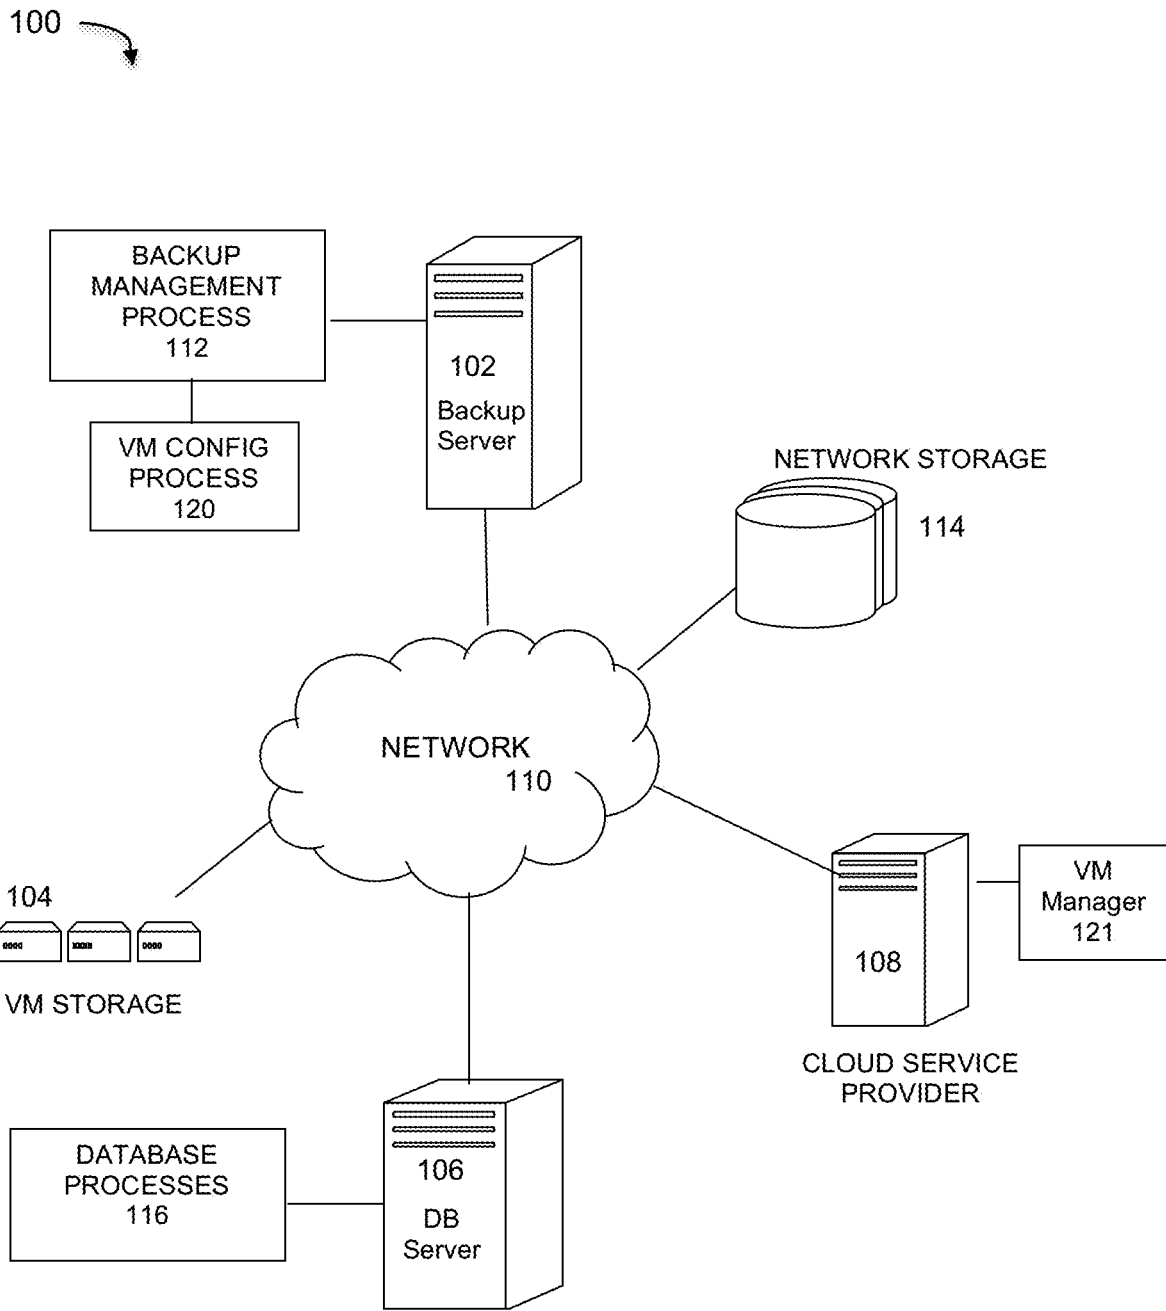 100
BACKUP
MANAGEMENT
PROCESS
112
102
Backup
Server
VM CONFIG
PROCESS
120
NETWORK STORAGE
114
NETWORK
110
104
VM STORAGE
VM
Manager
121
108
CLOUD SERVICE
PROVIDER
DATABASE
PROCESSES
116
106
DB
Server